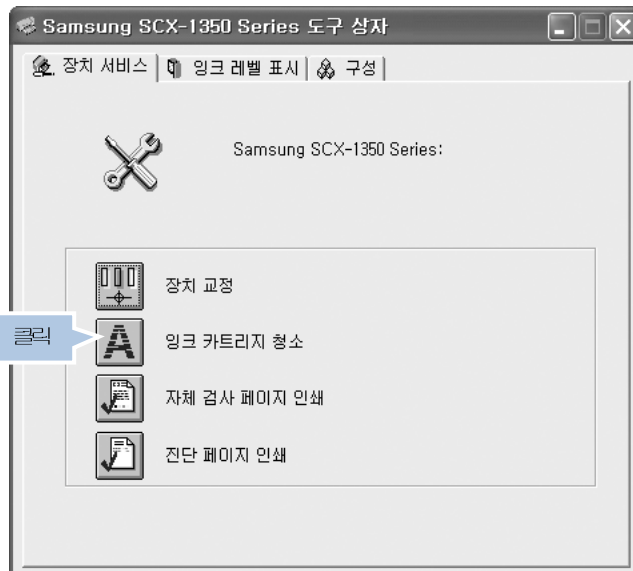 Samsung SCX-1350 Series 도구 상자
장치 서비스 잉크 레벨 표시 구성
Samsung SCX-1350 Series:
장치 교정
클릭
잉크 카트리지 청소
자체 검사 페이지 인쇄
진단 페이지 인쇄